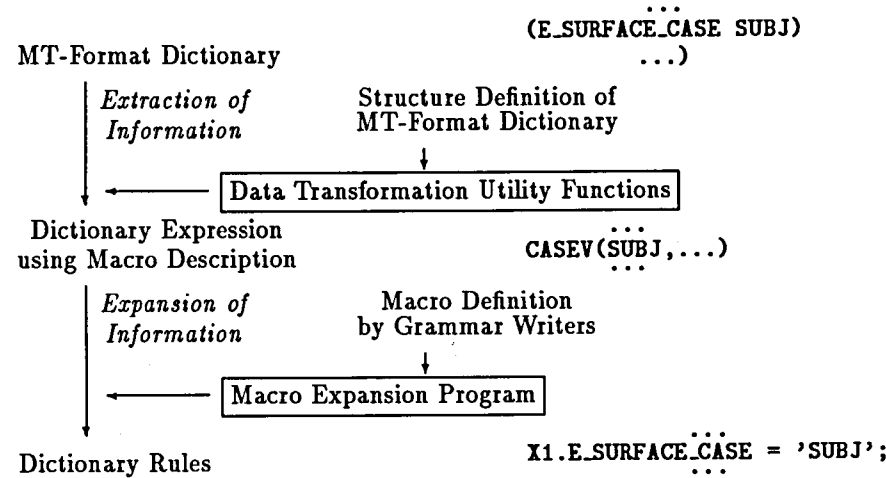 ...
(E_SURFACE_CASE SUBJ)
MT-Format Dictionary
...)
Extraction of
Information
Structure Definition of
MT-Format Dictionary
Data Transformation Utility Functions
Dictionary Expression
using Macro Description
...
CASEV(SUBJ,...)
...
Expansion of
Information
Macro Definition
by Grammar Writers
Macro Expansion Program
Dictionary Rules
...
X1.E_SURFACE_CASE = 'SUBJ';
...